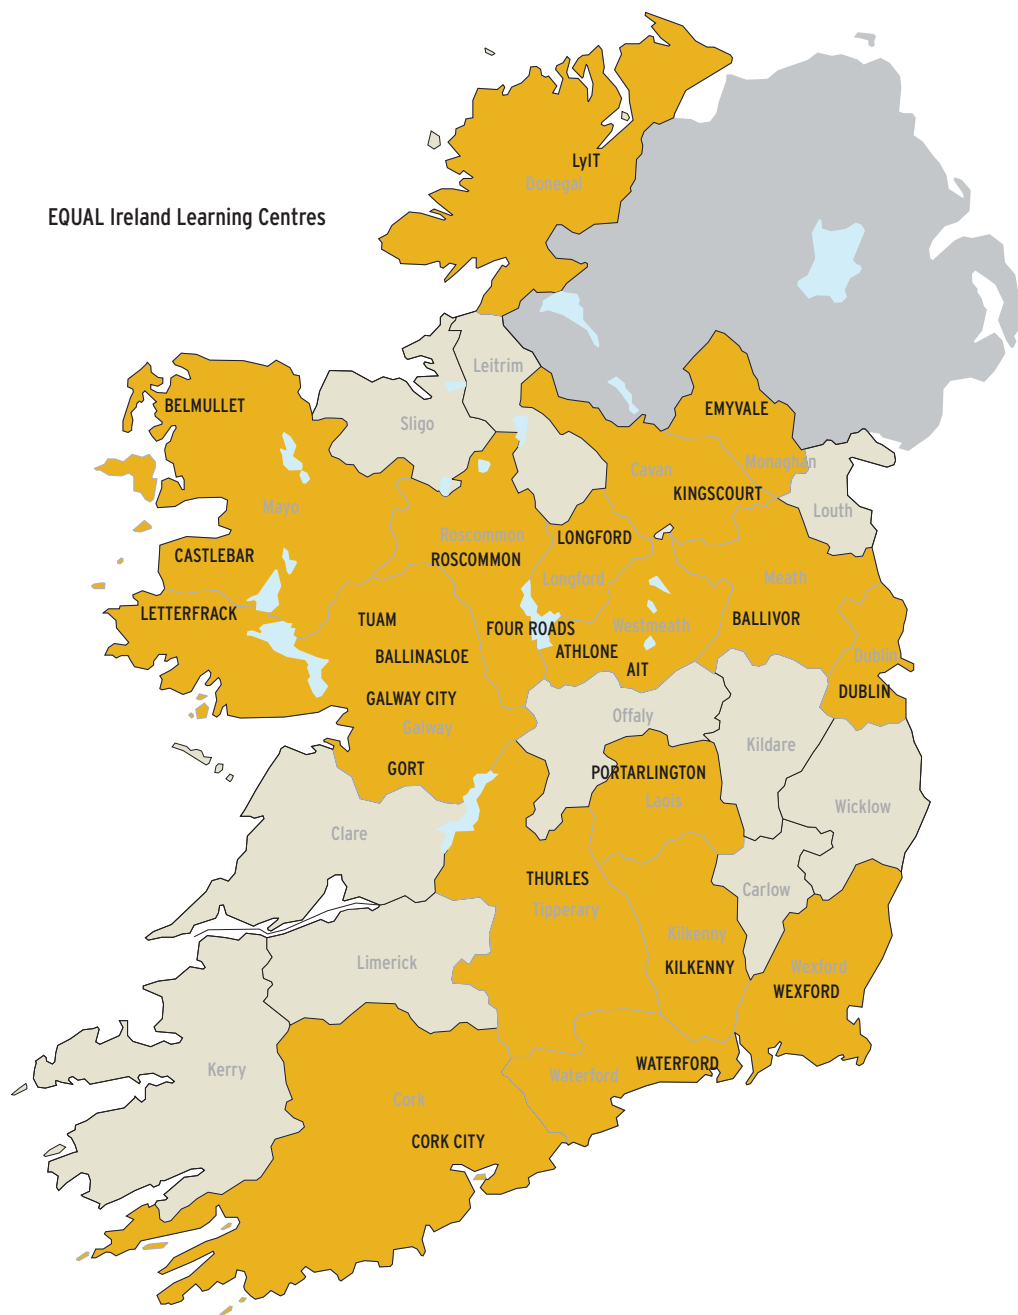 LyIT
Donegal
EQUAL Ireland Learning Centres
Leitrim
BELMULLET
EMYVALE
Sligo
Cavan
Monaghan
KINGSCOURT
Mayo
Louth
Roscommon
LONGFORD
CASTLEBAR
ROSCOMMON
Longford
Meath
LETTERFRACK
TUAM
FOUR ROADS
Westmeath
BALLIVOR
ATHLONE
BALLINASLOE
Dublin
AIT
DUBLIN
GALWAY CITY
Offaly
Galway
Kildare
GORT
PORTARLINGTON
Laois
Wicklow
Clare
THURLES
Carlow
Tipperary
Kilkenny
Limerick
KILKENNY
Wexford
WEXFORD
WATERFORD
Kerry
Waterford
Cork
CORK CITY